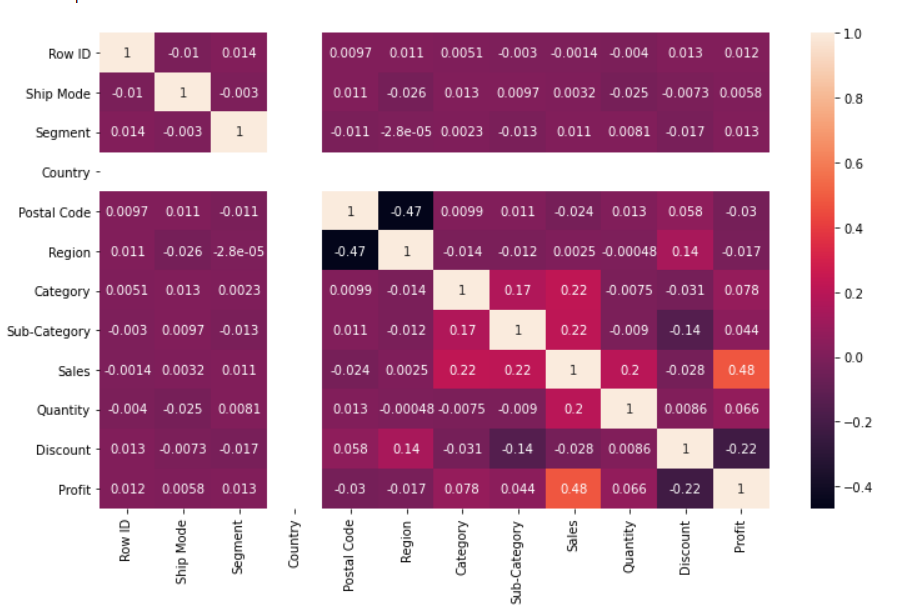 Row ID 1 -0.01 0.014 0.0097 0.011 0.0051 -0.003 -0.0014 -0.004 0.013 0.012
Ship Mode -0.01 1 -0.003 0.011 -0.026 0.013 0.0097 0.0032 -0.025 -0.0073 0.0058
Segment 0.014 -0.003 1 -0.011 -2.8e-05 0.0023 -0.013 0.011 0.0081 -0.017 0.013
Country
Postal Code 0.0097 0.011 -0.011 1 -0.47 0.0099 0.011 -0.024 0.013 0.058 -0.03
Region 0.011 -0.026 -2.8e-05 -0.47 1 -0.014 -0.012 0.0025 -0.00048 0.14 -0.017
Category 0.0051 0.013 0.0023 0.0099 -0.014 1 0.17 0.22 -0.0075 -0.031 0.078
Sub-Category -0.003 0.0097 -0.013 0.011 -0.012 0.17 1 0.22 -0.009 -0.14 0.044
Sales -0.0014 0.0032 0.011 -0.024 0.0025 0.22 0.22 1 0.2 -0.028 0.48
Quantity -0.004 -0.025 0.0081 0.013 -0.00048 -0.0075 -0.009 0.2 1 0.0086 0.066
Discount 0.013 -0.0073 -0.017 0.058 0.14 -0.031 -0.14 -0.028 0.0086 1 -0.22
Profit 0.012 0.0058 0.013 -0.03 -0.017 0.078 0.044 0.48 0.066 -0.22 1
Row ID
Ship Mode
Segment
Country
Postal Code
Region
Category
Sub-Category
Sales
Quantity
Discount
Profit
1.0
0.8
0.6
0.4
0.2
0.0
−0.2
−0.4